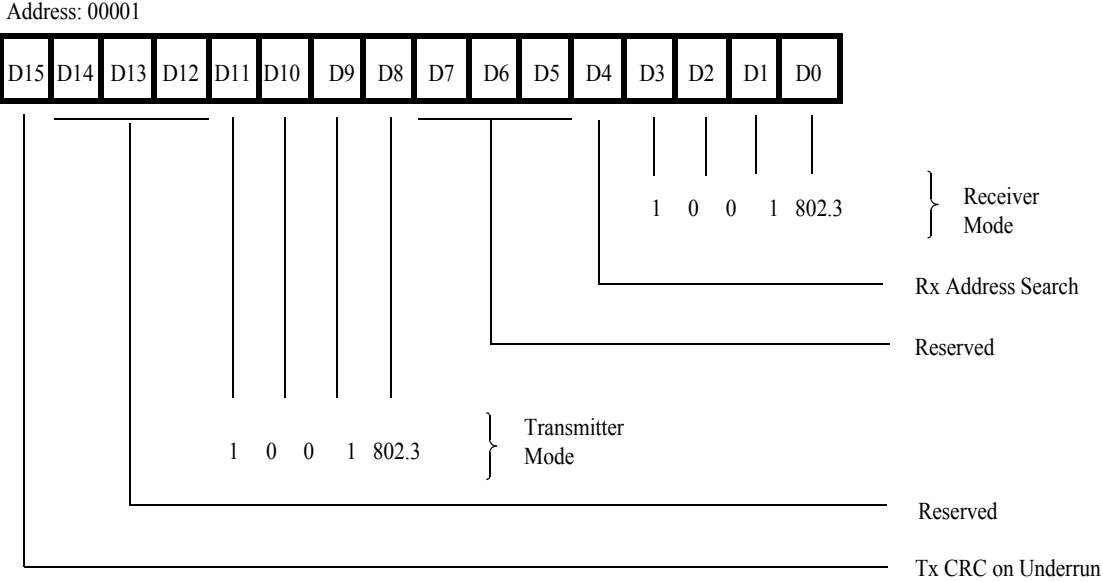 Address: 00001
D15 D14 D13 D12 D11 D10 D9 D8 D7 D6 D5 D4 D3 D2 D1 D0
1 0 0 1 802.3
Receiver
Mode
Rx Address Search
Reserved
1 0 0 1 802.3
Transmitter
Mode
Reserved
Tx CRC on Underrun